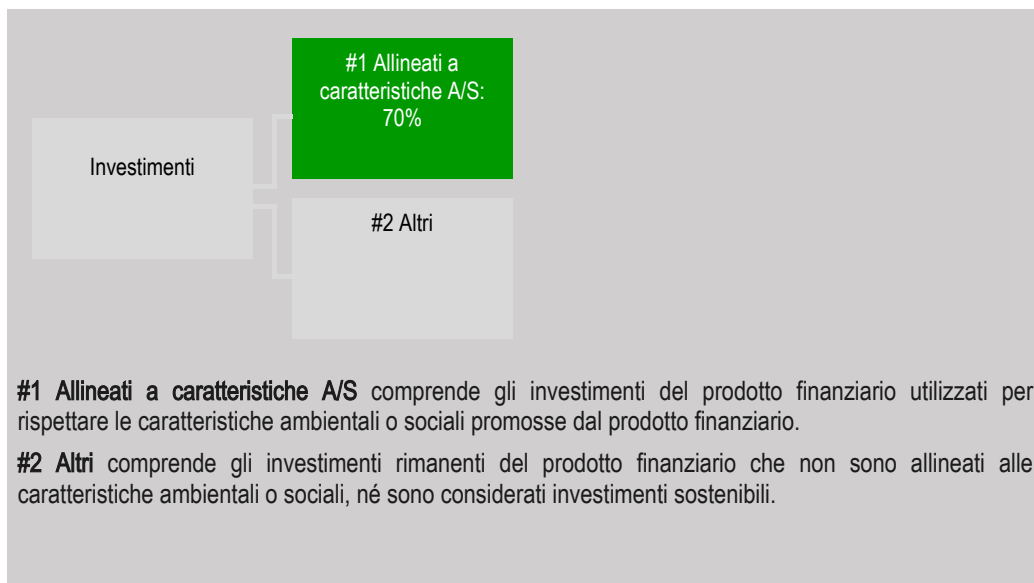 #1 Allineati a
caratteristiche A/S:
70%
Investimenti
#2 Altri
#1 Allineati a caratteristiche A/S comprende gli investimenti del prodotto finanziario utilizzati per
rispettare le caratteristiche ambientali o sociali promosse dal prodotto finanziario.
#2 Altri comprende gli investimenti rimanenti del prodotto finanziario che non sono allineati alle
caratteristiche ambientali o sociali, né sono considerati investimenti sostenibili.